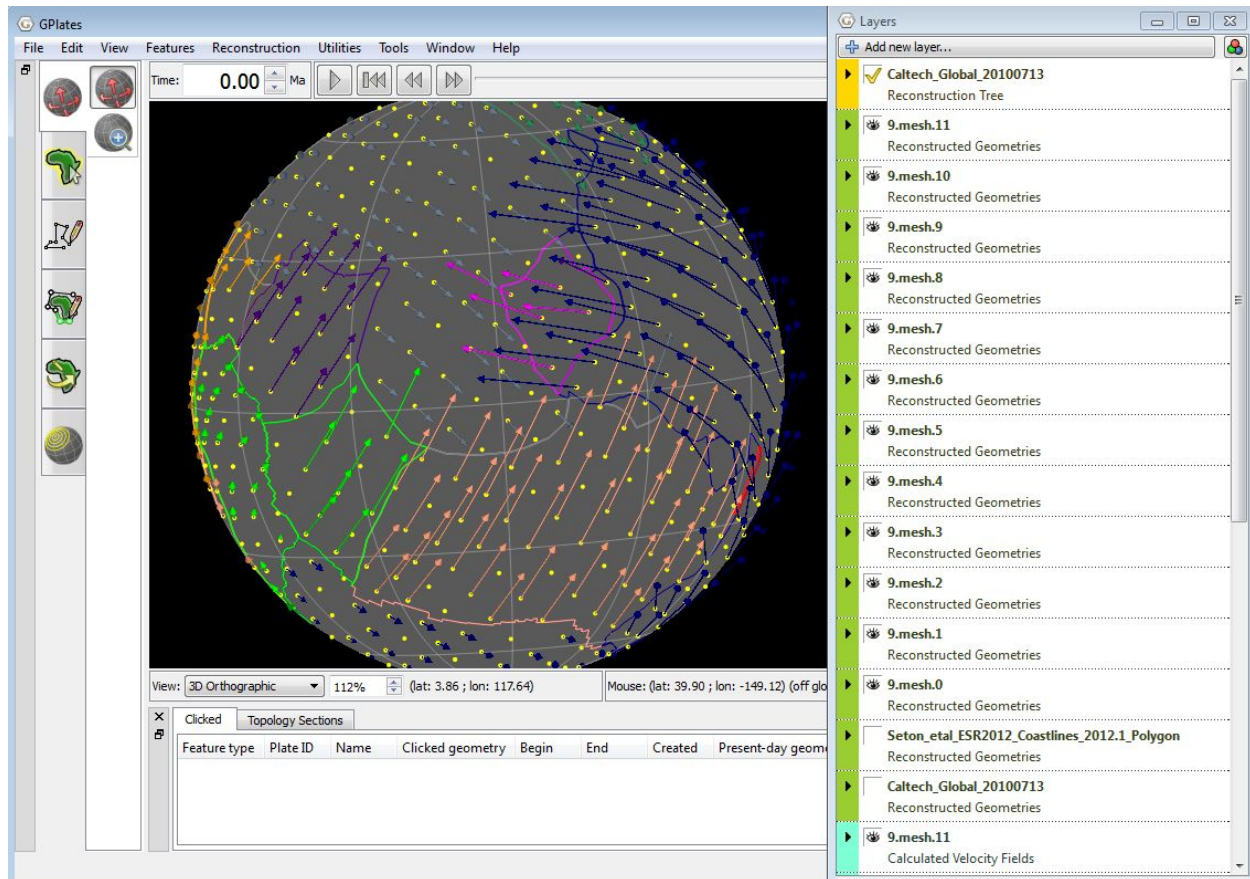 GPlates
File Edit View Features Reconstruction Utilities Tools Window Help
Time: 0.00 Ma
View: 3D Orthographic 112% (lat: 3.86 ; lon: 117.64) Mouse: (lat: 39.90 ; lon: -149.12) (off glo
Clicked Topology Sections
Feature type Plate ID Name Clicked geometry Begin End Created Present-day geom
Layers
Add new layer...
Caltech_Global_20100713
Reconstruction Tree
9.mesh.11
Reconstructed Geometries
9.mesh.10
Reconstructed Geometries
9.mesh.9
Reconstructed Geometries
9.mesh.8
Reconstructed Geometries
9.mesh.7
Reconstructed Geometries
9.mesh.6
Reconstructed Geometries
9.mesh.5
Reconstructed Geometries
9.mesh.4
Reconstructed Geometries
9.mesh.3
Reconstructed Geometries
9.mesh.2
Reconstructed Geometries
9.mesh.1
Reconstructed Geometries
9.mesh.0
Reconstructed Geometries
Seton_etal_ESR2012_Coastlines_2012.1_Polygon
Reconstructed Geometries
Caltech_Global_20100713
Reconstructed Geometries
9.mesh.11
Calculated Velocity Fields